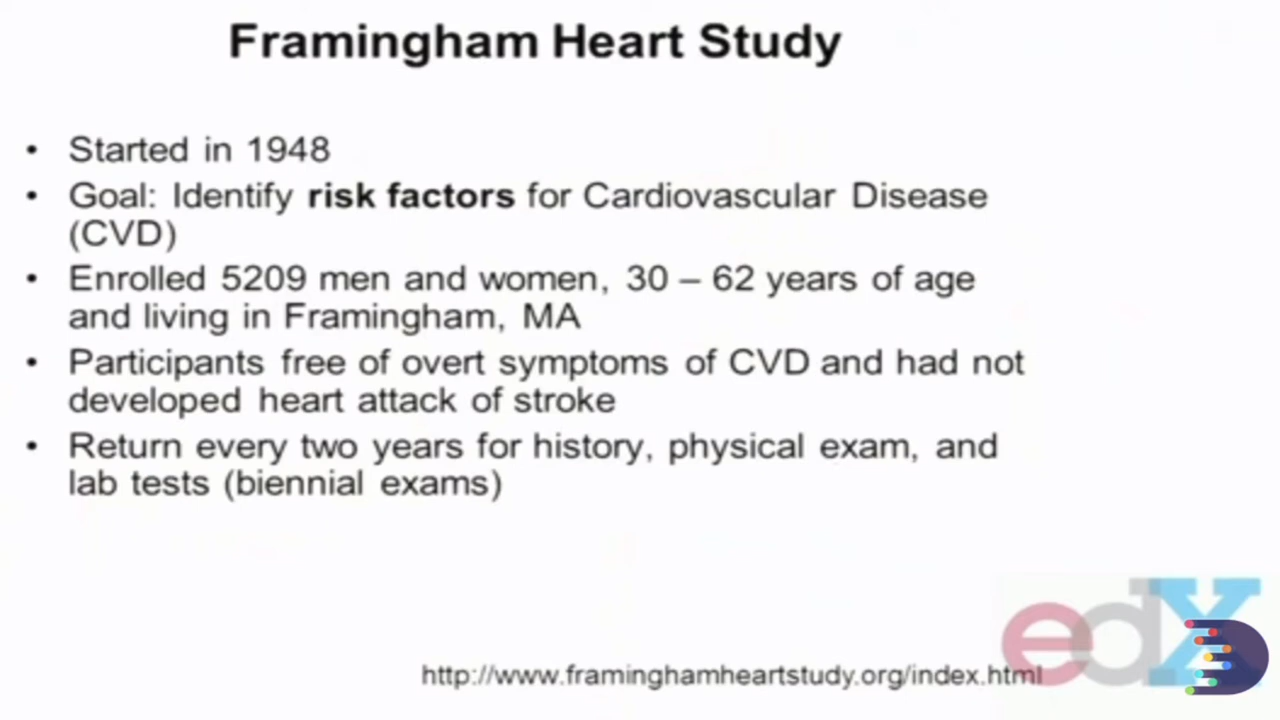 Framingham Heart Study
• Started in 1948
• Goal: Identify risk factors for Cardiovascular Disease
(CVD)
• Enrolled 5209 men and women, 30 – 62 years of age
and living in Framingham, MA
• Participants free of overt symptoms of CVD and had not
developed heart attack of stroke
• Return every two years for history, physical exam, and
lab tests (biennial exams)
edX
http://www.framinghamheartstudy.org/index.html